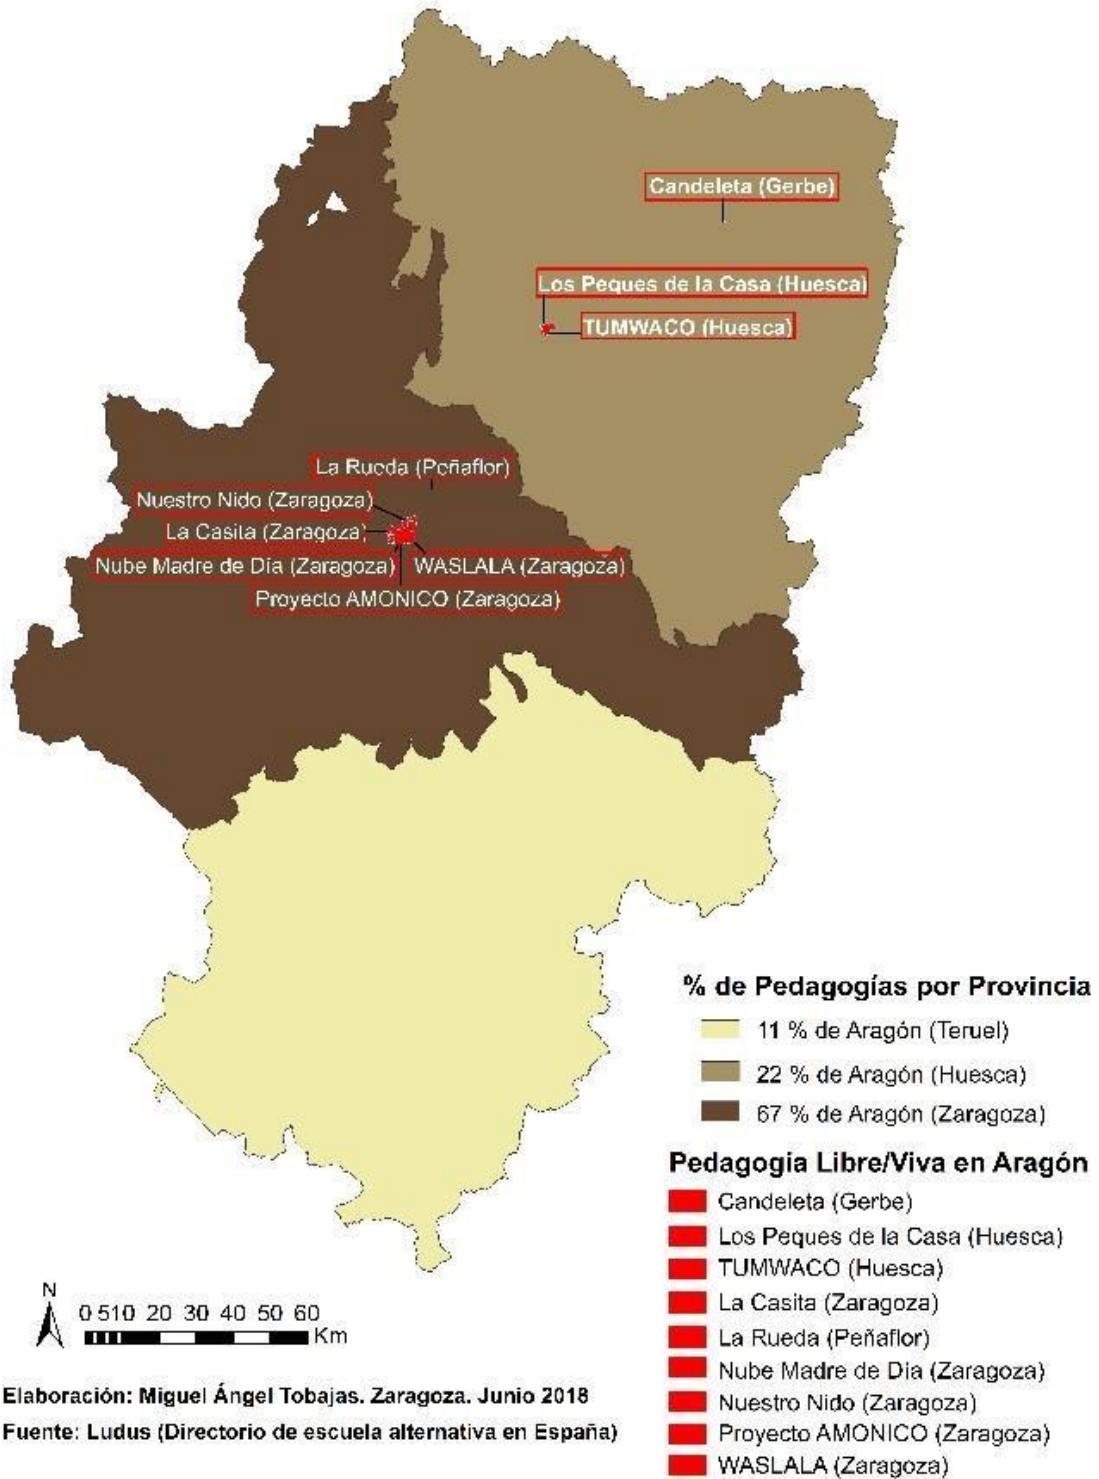 Candeleta (Gerbe)
Los Peques de la Casa (Huesca)
TUMWACO (Huesca)
La Rueda (Peñaflor)
Nuestro Nido (Zaragoza)
La Casita (Zaragoza)
Nube Madre de Día (Zaragoza)
WASLALA (Zaragoza)
Proyecto AMONICO (Zaragoza)
% de Pedagogías por Provincia
11 % de Aragón (Teruel)
22 % de Aragón (Huesca)
67 % de Aragón (Zaragoza)
Pedagogia Libre/Viva en Aragón
Candeleta (Gerbe)
Los Peques de la Casa (Huesca)
TUMWACO (Huesca)
La Casita (Zaragoza)
La Rueda (Peñaflor)
Nube Madre de Dia (Zaragoza)
Nuestro Nido (Zaragoza)
Proyecto AMONICO (Zaragoza)
WASLALA (Zaragoza)
N
0 5 10 20 30 40 50 60
Km
Elaboración: Miguel Ángel Tobajas. Zaragoza. Junio 2018
Fuente: Ludus (Directorio de escuela alternativa en España)